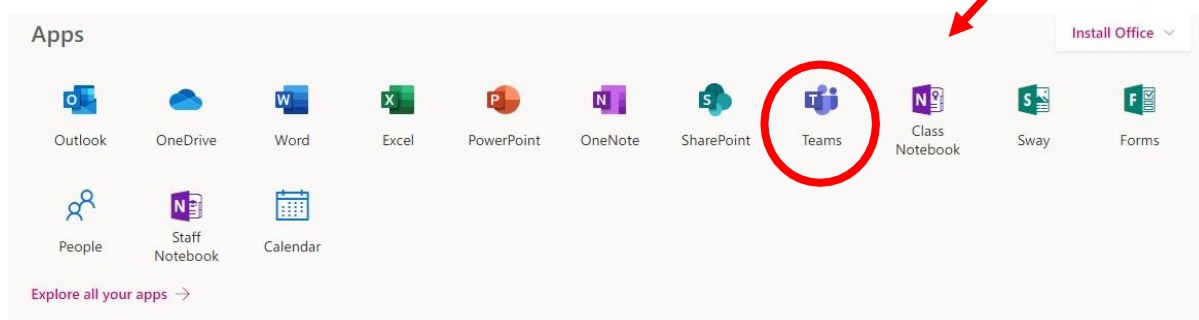 Apps
Install Office
Outlook
OneDrive
Word
Excel
PowerPoint
OneNote
SharePoint
Teams
Class
Notebook
Sway
Forms
People
Staff
Notebook
Calendar
Explore all your apps →